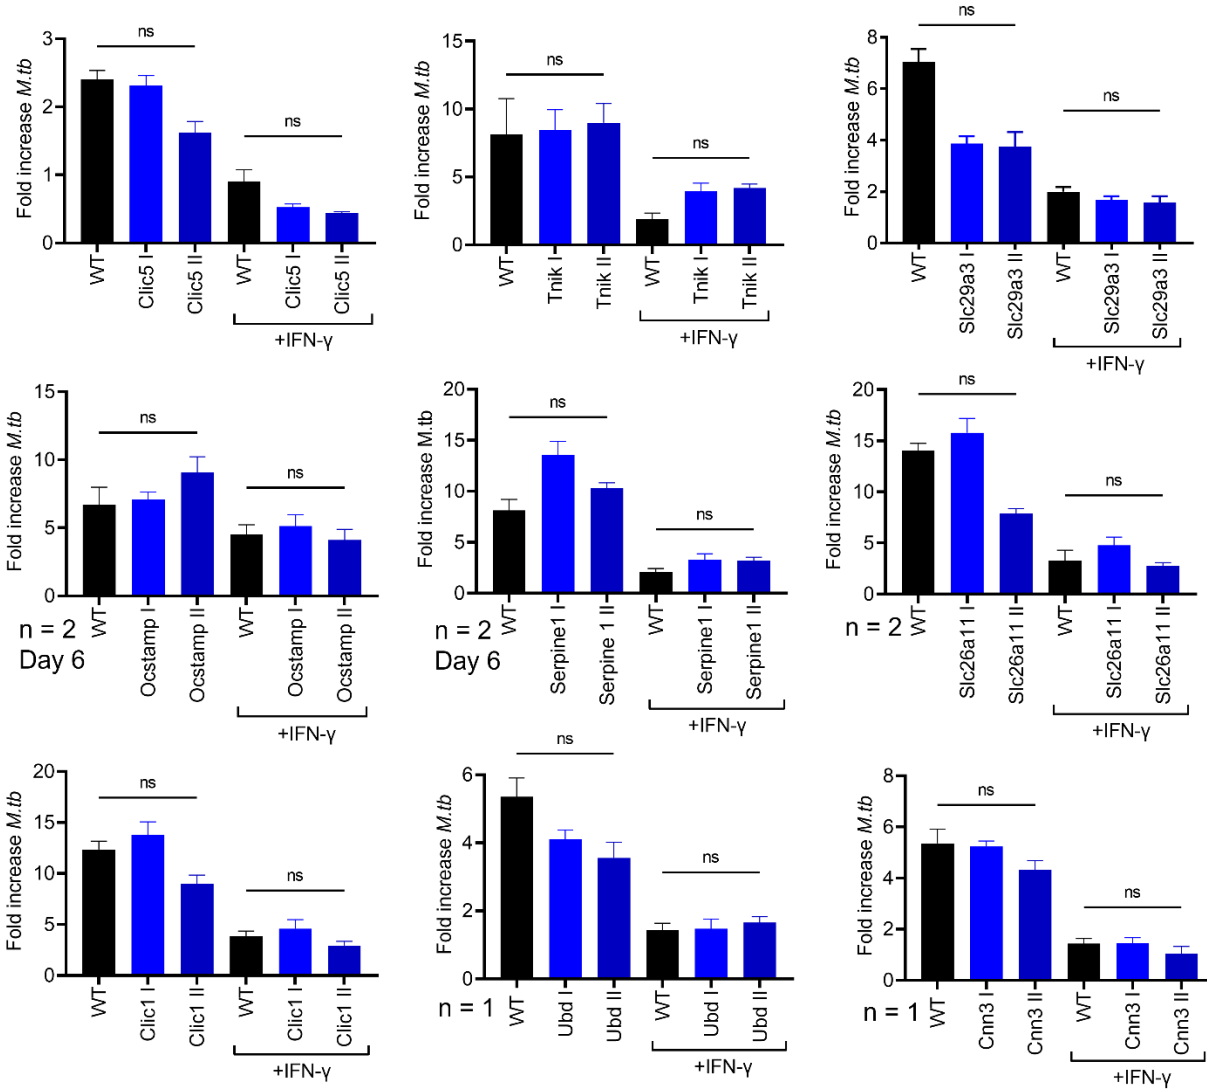 Fold increase M.tb
3
2
1
0
ns
ns
WT
Clic5 I
Clic5 II
WT
Clic5 I
Clic5 II
+IFN-γ
Fold increase M.tb
15
10
5
0
ns
ns
WT
Tnik I
Tnik II
WT
Tnik I
Tnik II
+IFN-γ
Fold increase M.tb
8
6
4
2
0
ns
ns
WT
Slc29a3 I
Slc29a3 II
WT
Slc29a3 I
Slc29a3 II
+IFN-γ
Fold increase M.tb
15
10
5
0
ns
ns
WT
Ocstamp I
Ocstamp II
WT
Ocstamp I
Ocstamp II
+IFN-γ
n = 2
Day 6
Fold increase M.tb
20
15
10
5
0
ns
ns
WT
Serpine1 I
Serpine 1 II
WT
Serpine1 I
Serpine1 II
+IFN-γ
n = 2
Day 6
Fold increase M.tb
20
15
10
5
0
ns
ns
WT
Slc26a11 I
Slc26a11 II
WT
Slc26a11 I
Slc26a11 II
+IFN-γ
n = 2
Fold increase M.tb
20
15
10
5
0
ns
ns
WT
Clic1 I
Clic1 II
WT
Clic1 I
Clic1 II
+IFN-γ
Fold increase M.tb
6
4
2
0
ns
ns
WT
Ubd I
Ubd II
WT
Ubd I
Ubd II
+IFN-γ
n = 1
Fold increase M.tb
8
6
4
2
0
ns
ns
WT
Cnn3 I
Cnn3 II
WT
Cnn3 I
Cnn3 II
+IFN-γ
n = 1